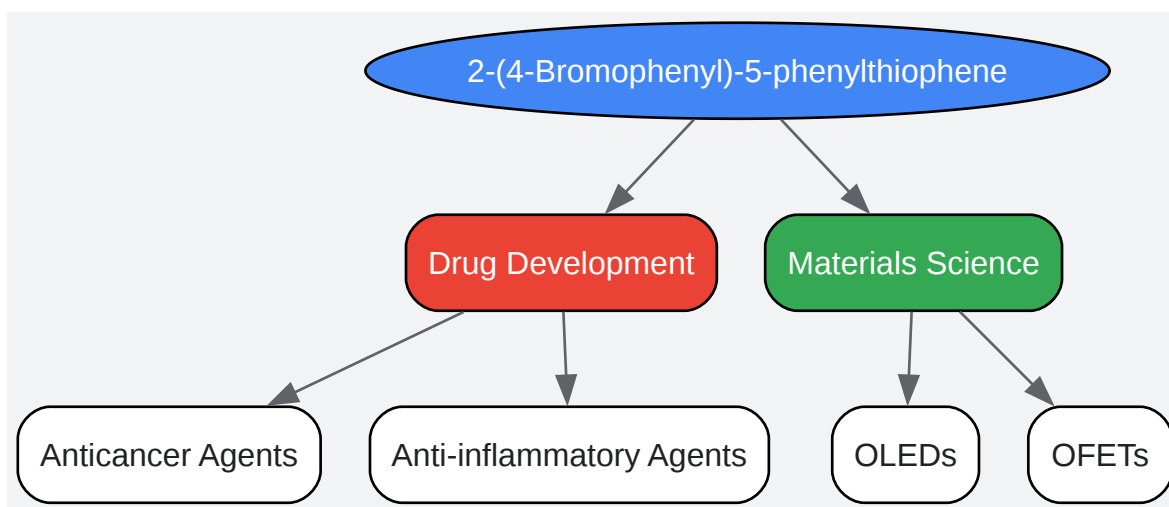 2-(4-Bromophenyl)-5-phenylthiophene
Drug Development
Materials Science
Anticancer Agents
Anti-inflammatory Agents
OLEDs
OFETs